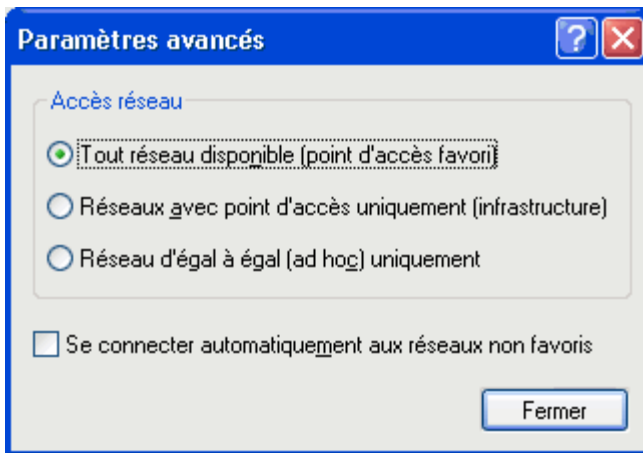 Paramètres avancés
?
Accès réseau
Tout réseau disponible (point d'accès favori)
Réseaux avec point d'accès uniquement (infrastructure)
Réseau d'égal à égal (ad hoc) uniquement
Se connecter automatiquement aux réseaux non favoris
Fermer